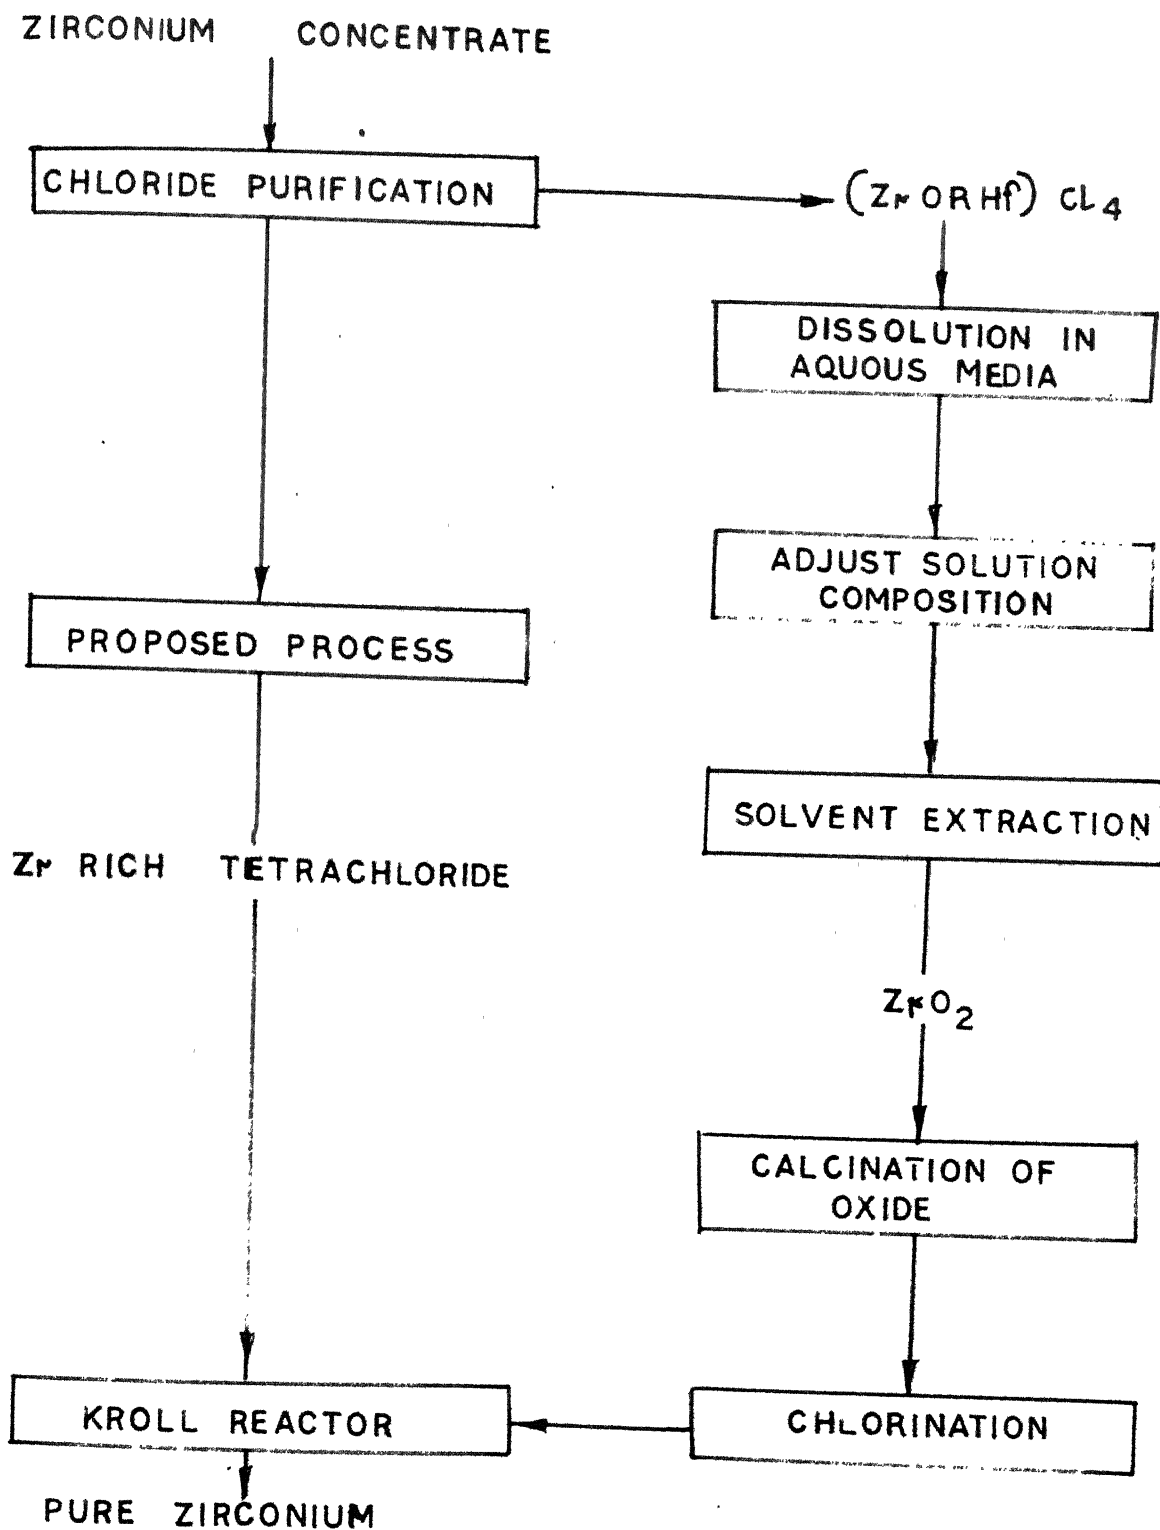 ZIRCONIUM CONCENTRATE
CHLORIDE PURIFICATION
(Zr OR Hf) CL4
DISSOLUTION IN
AQUOUS MEDIA
ADJUST SOLUTION
COMPOSITION
PROPOSED PROCESS
SOLVENT EXTRACTION
Zr RICH TETRACHLORIDE
ZrO2
CALCINATION OF
OXIDE
KROLL REACTOR
CHLORINATION
PURE ZIRCONIUM